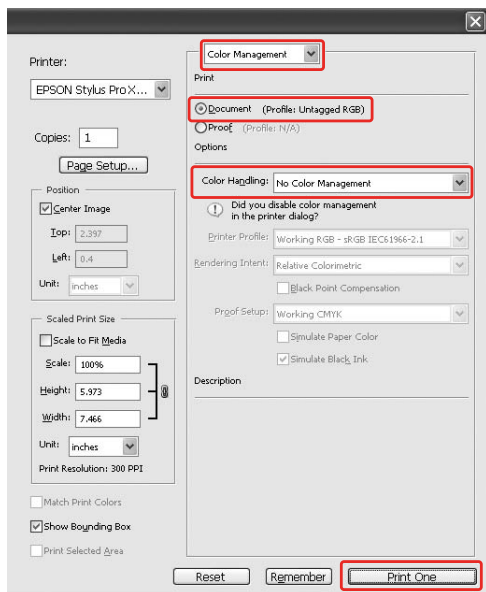 Printer:
EPSON Stylus ProX...
Copies: 1
Page Setup...
Position
Center Image
Top: 2.397
Left: 0.4
Unit: inches
Scaled Print Size
Scale to Fit Media
Scale: 100%
Height: 5.973
Width: 7.466
Unit: inches
Print Resolution: 300 PPI
Match Print Colors
Show Bounding Box
Print Selected Area
Color Management
Print
Document (Profile: Untagged RGB)
Proof (Profile: N/A)
Options
Color Handling: No Color Management
Did you disable color management
in the printer dialog?
Printer Profile: Working RGB - sRGB IEC61966-2.1
Rendering Intent: Relative Colorimetric
Black Point Compensation
Proof Setup: Working CMYK
Simulate Paper Color
Simulate Black Ink
Description
Reset Remember Print One